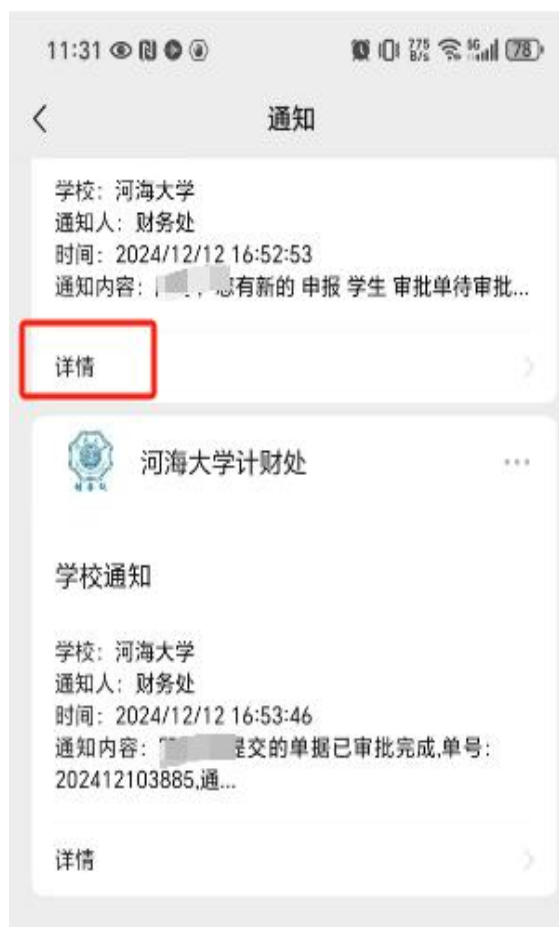 11:31
775 B/s 5G 78
通知
学校：河海大学
通知人：财务处
时间：2024/12/12 16:52:53
通知内容： 有新的 申报 学生 审批单待审批...
详情
河海大学计财处
学校通知
学校：河海大学
通知人：财务处
时间：2024/12/12 16:53:46
通知内容： 提交的单据已审批完成,单号：
202412103885,通...
详情